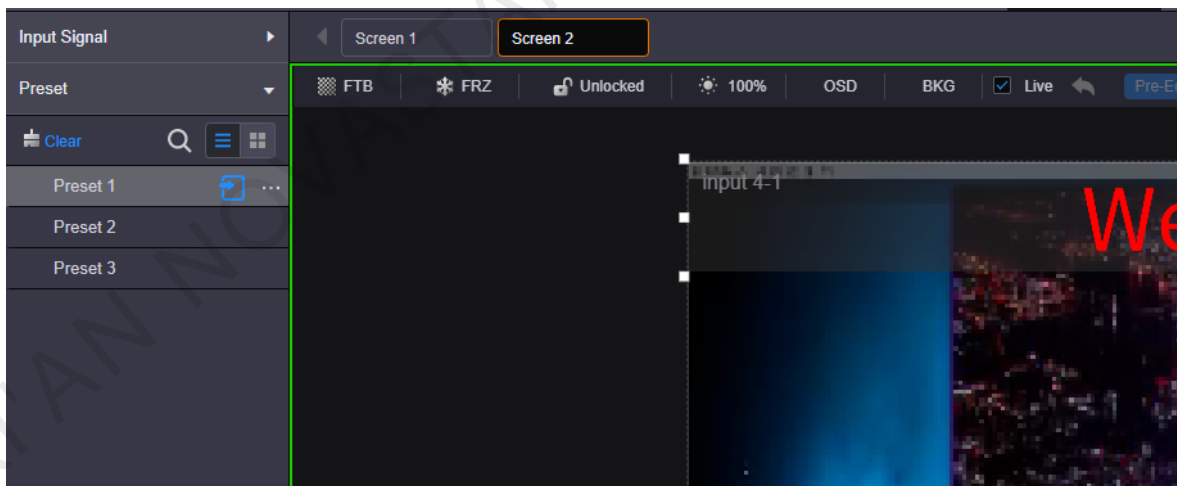 Input Signal
Screen 1
Screen 2
Preset
FTB
FRZ
Unlocked
100%
OSD
BKG
Live
Clear
Preset 1
Preset 2
Preset 3
input 4-1